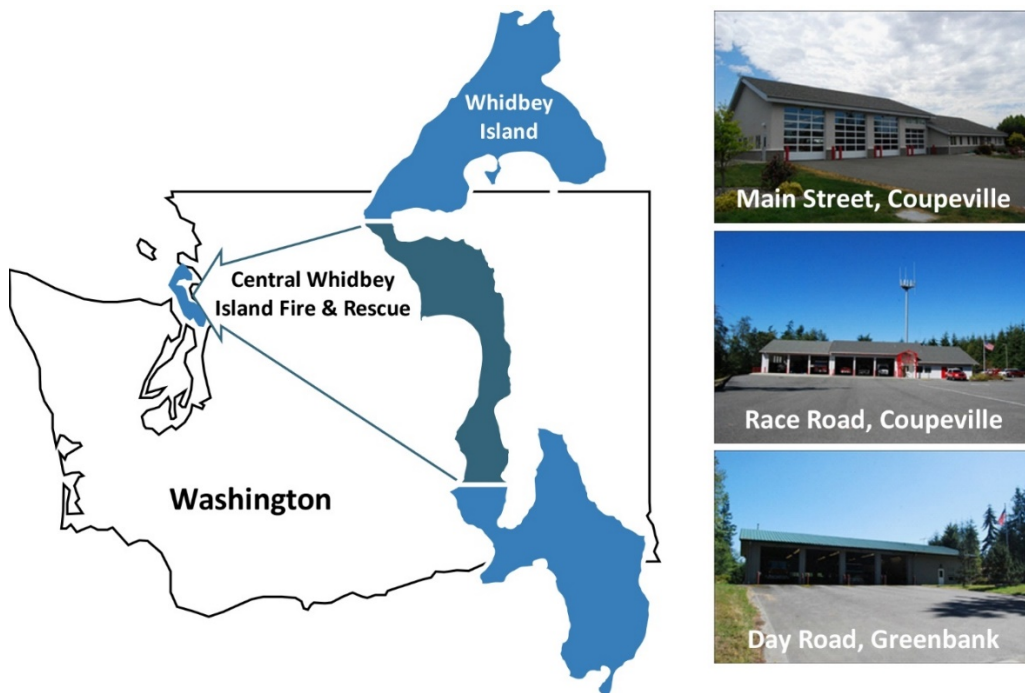 Whidbey
Island
Central Whidbey
Island Fire & Rescue
Washington
Main Street, Coupeville
Race Road, Coupeville
Day Road, Greenbank